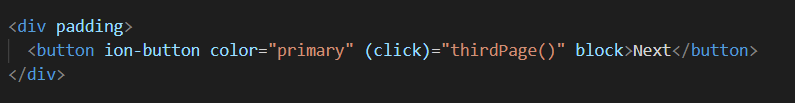 <div padding>
<button ion-button color="primary" (click)="thirdPage()" block>Next</button>
</div>